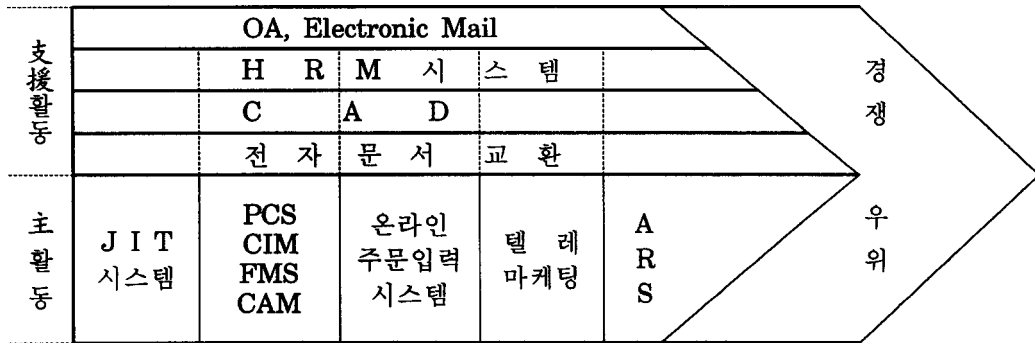 支援활동
OA, Electronic Mail
H R M 시 스 템
C A D
전 자 문 서 교 환
주활동
J I T
시스템
PCS
CIM
FMS
CAM
온라인
주문입력
시스템
텔 레
마케팅
A
R
S
경쟁우위